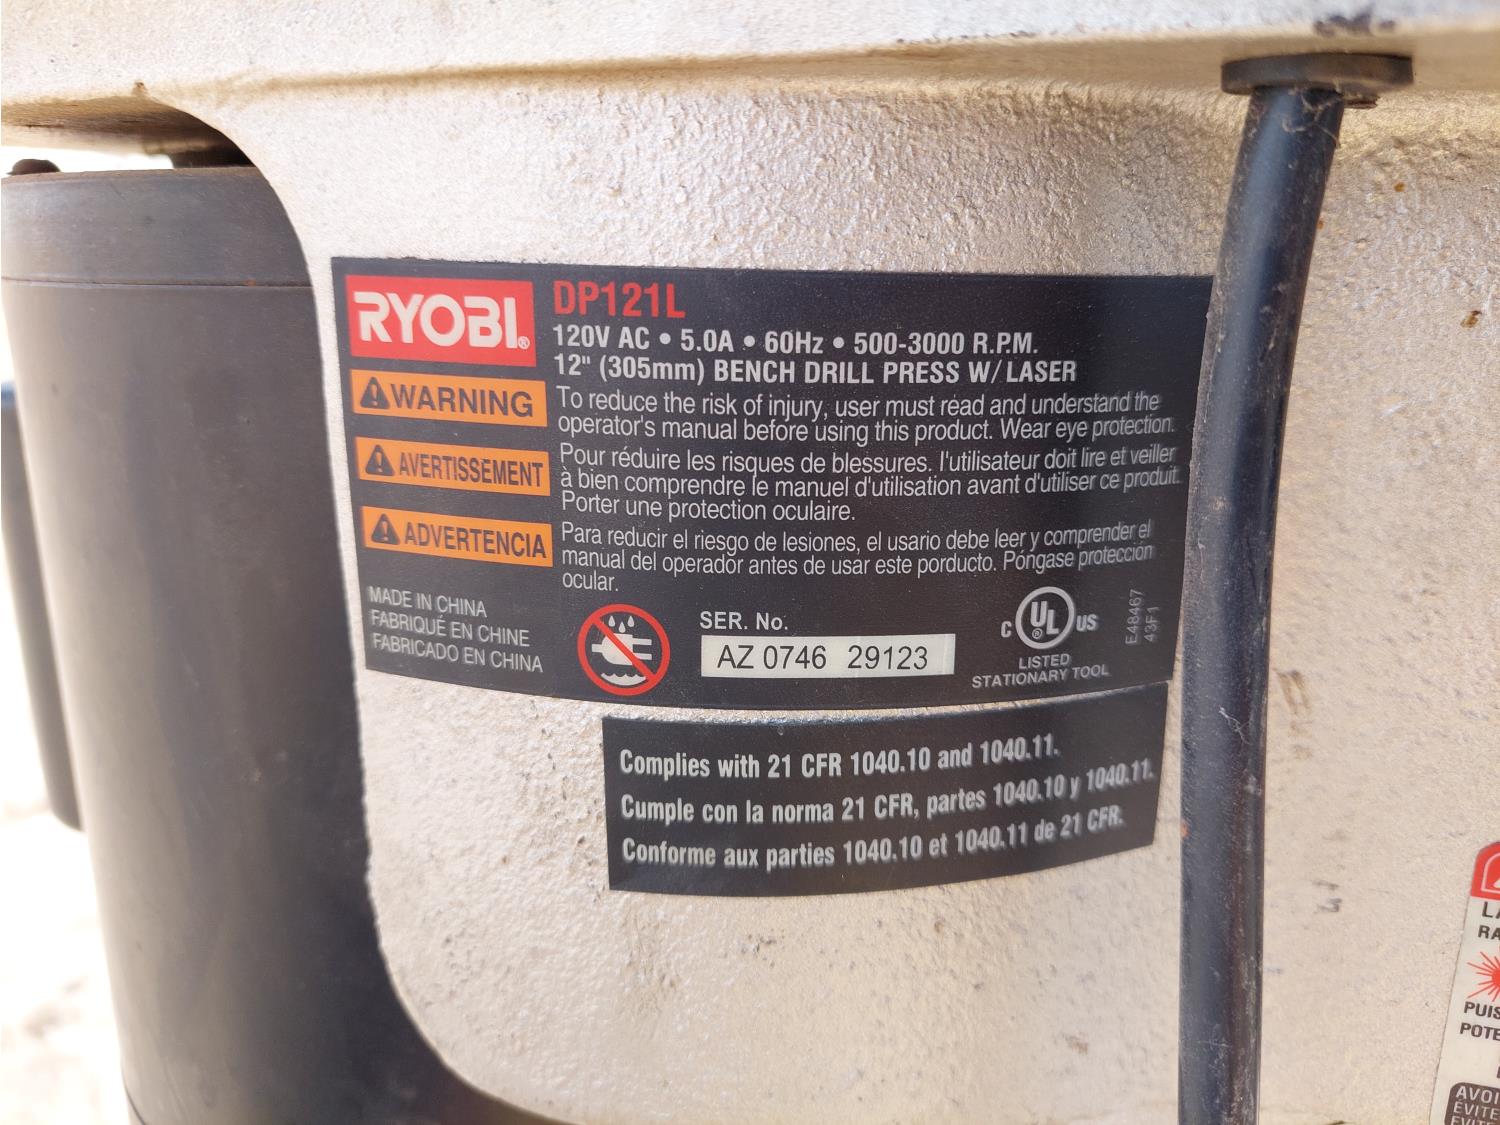 RYOBI®
DP121L
120V AC • 5.0A • 60Hz • 500-3000 R.P.M.
12" (305mm) BENCH DRILL PRESS W/ LASER
WARNING
To reduce the risk of injury, user must read and understand the
operator's manual before using this product. Wear eye protection.
AVERTISSEMENT
Pour réduire les risques de blessures. l'utilisateur doit lire et veiller
à bien comprendre le manuel d'utilisation avant d'utiliser ce produit.
Porter une protection oculaire.
ADVERTENCIA
Para reducir el riesgo de lesiones, el usario debe leer y comprender el
manual del operador antes de usar este porducto. Póngase protección
ocular.
MADE IN CHINA
FABRIQUÉ EN CHINE
FABRICADO EN CHINA
SER. No.
AZ 0746 29123
C UL® US
LISTED
STATIONARY TOOL
E48467
43F1
Complies with 21 CFR 1040.10 and 1040.11.
Cumple con la norma 21 CFR, partes 1040.10 y 1040.11.
Conforme aux parties 1040.10 et 1040.11 de 21 CFR.
LA
RA
PUIS
POTE
AVOI
ÉVITE
EVITE